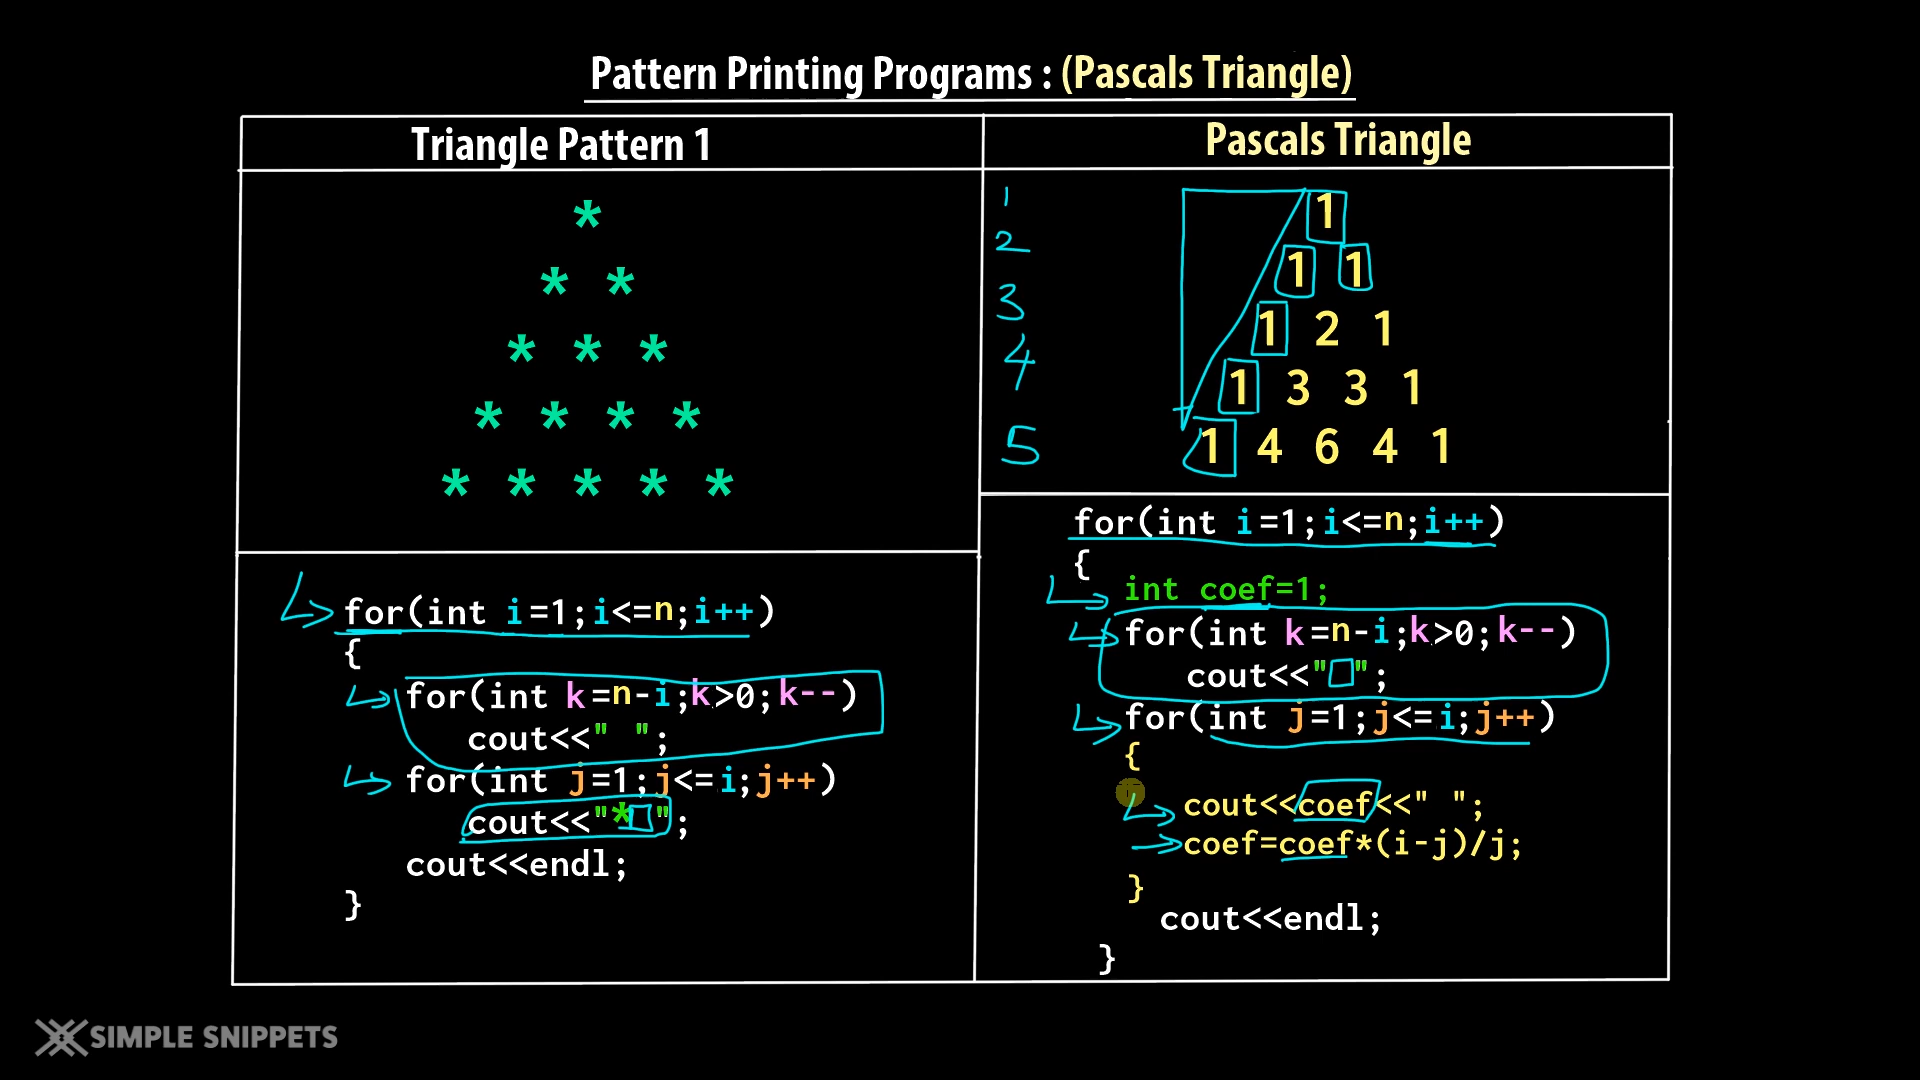 Pattern Printing Programs : (Pascals Triangle)
Triangle Pattern 1
*
* *
* * *
* * * *
* * * * *
for(int i=1;i<=n;i++)
{
for(int k=n-i;k>0;k--)
cout<<" ";
for(int j=1;j<=i;j++)
cout<<"* ";
cout<<endl;
}
Pascals Triangle
1 1
2 1 1
3 1 2 1
4 1 3 3 1
5 1 4 6 4 1
for(int i=1;i<=n;i++)
{
int coef=1;
for(int k=n-i;k>0;k--)
cout<<" ";
for(int j=1;j<=i;j++)
{
cout<<coef<<" ";
coef=coef*(i-j)/j;
}
cout<<endl;
}
SIMPLE SNIPPETS